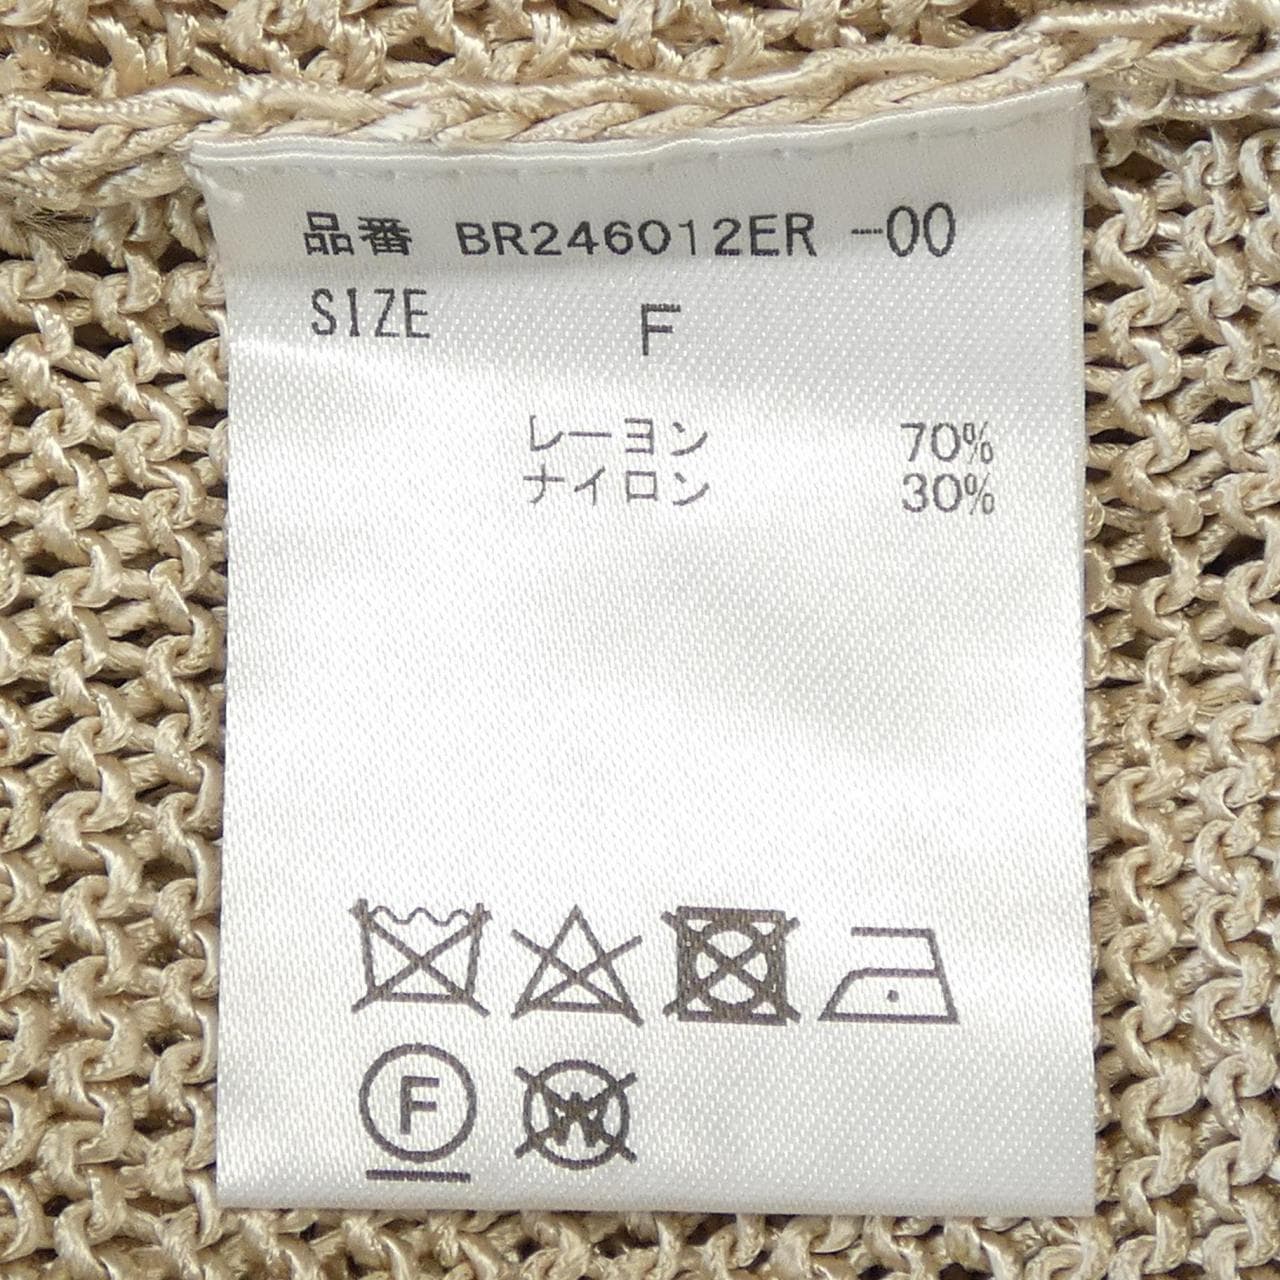 品番 BR246012ER -00
SIZE F
レーヨン 70%
ナイロン 30%
F
W